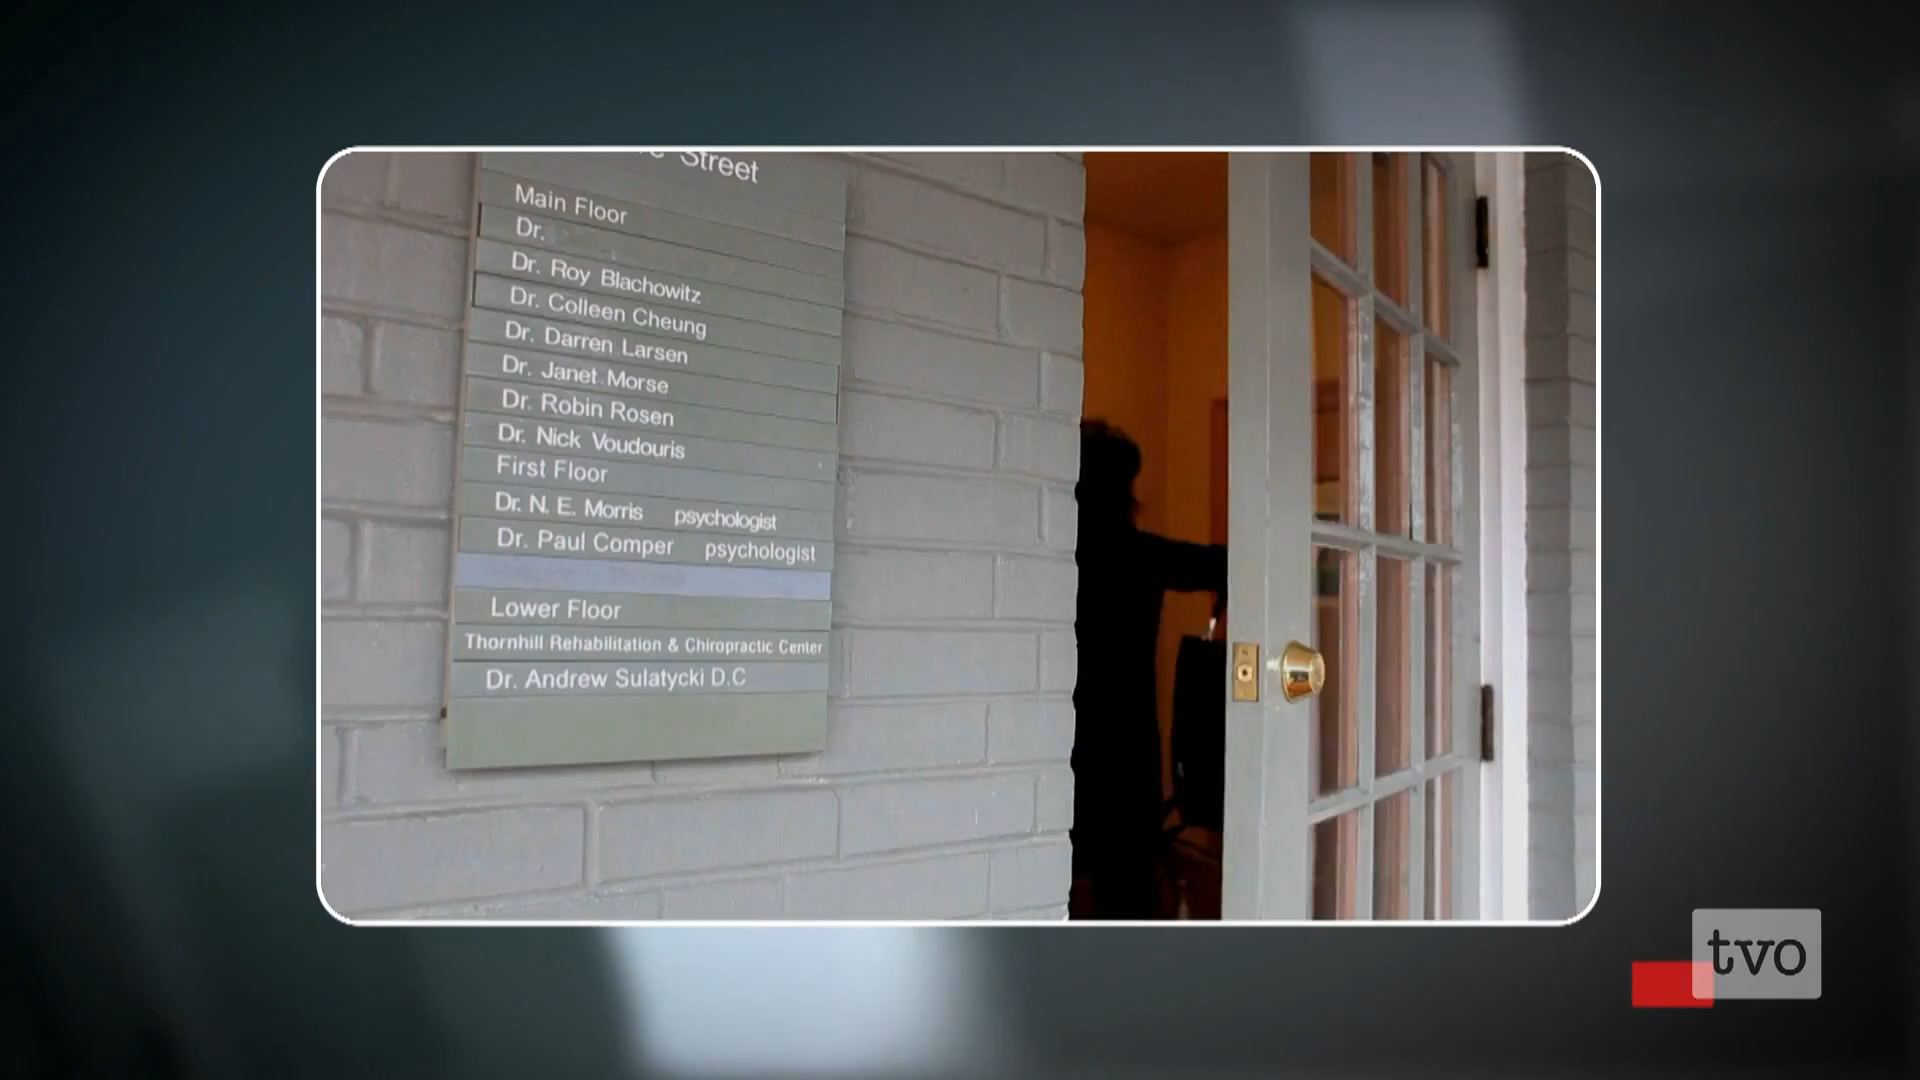 Street
Main Floor
Dr.
Dr. Roy Blachowitz
Dr. Colleen Cheung
Dr. Darren Larsen
Dr. Janet Morse
Dr. Robin Rosen
Dr. Nick Voudouris
First Floor
Dr. N. E. Morris psychologist
Dr. Paul Comper psychologist
Lower Floor
Thornhill Rehabilitation & Chiropractic Center
Dr. Andrew Sulatycki D.C
tvo